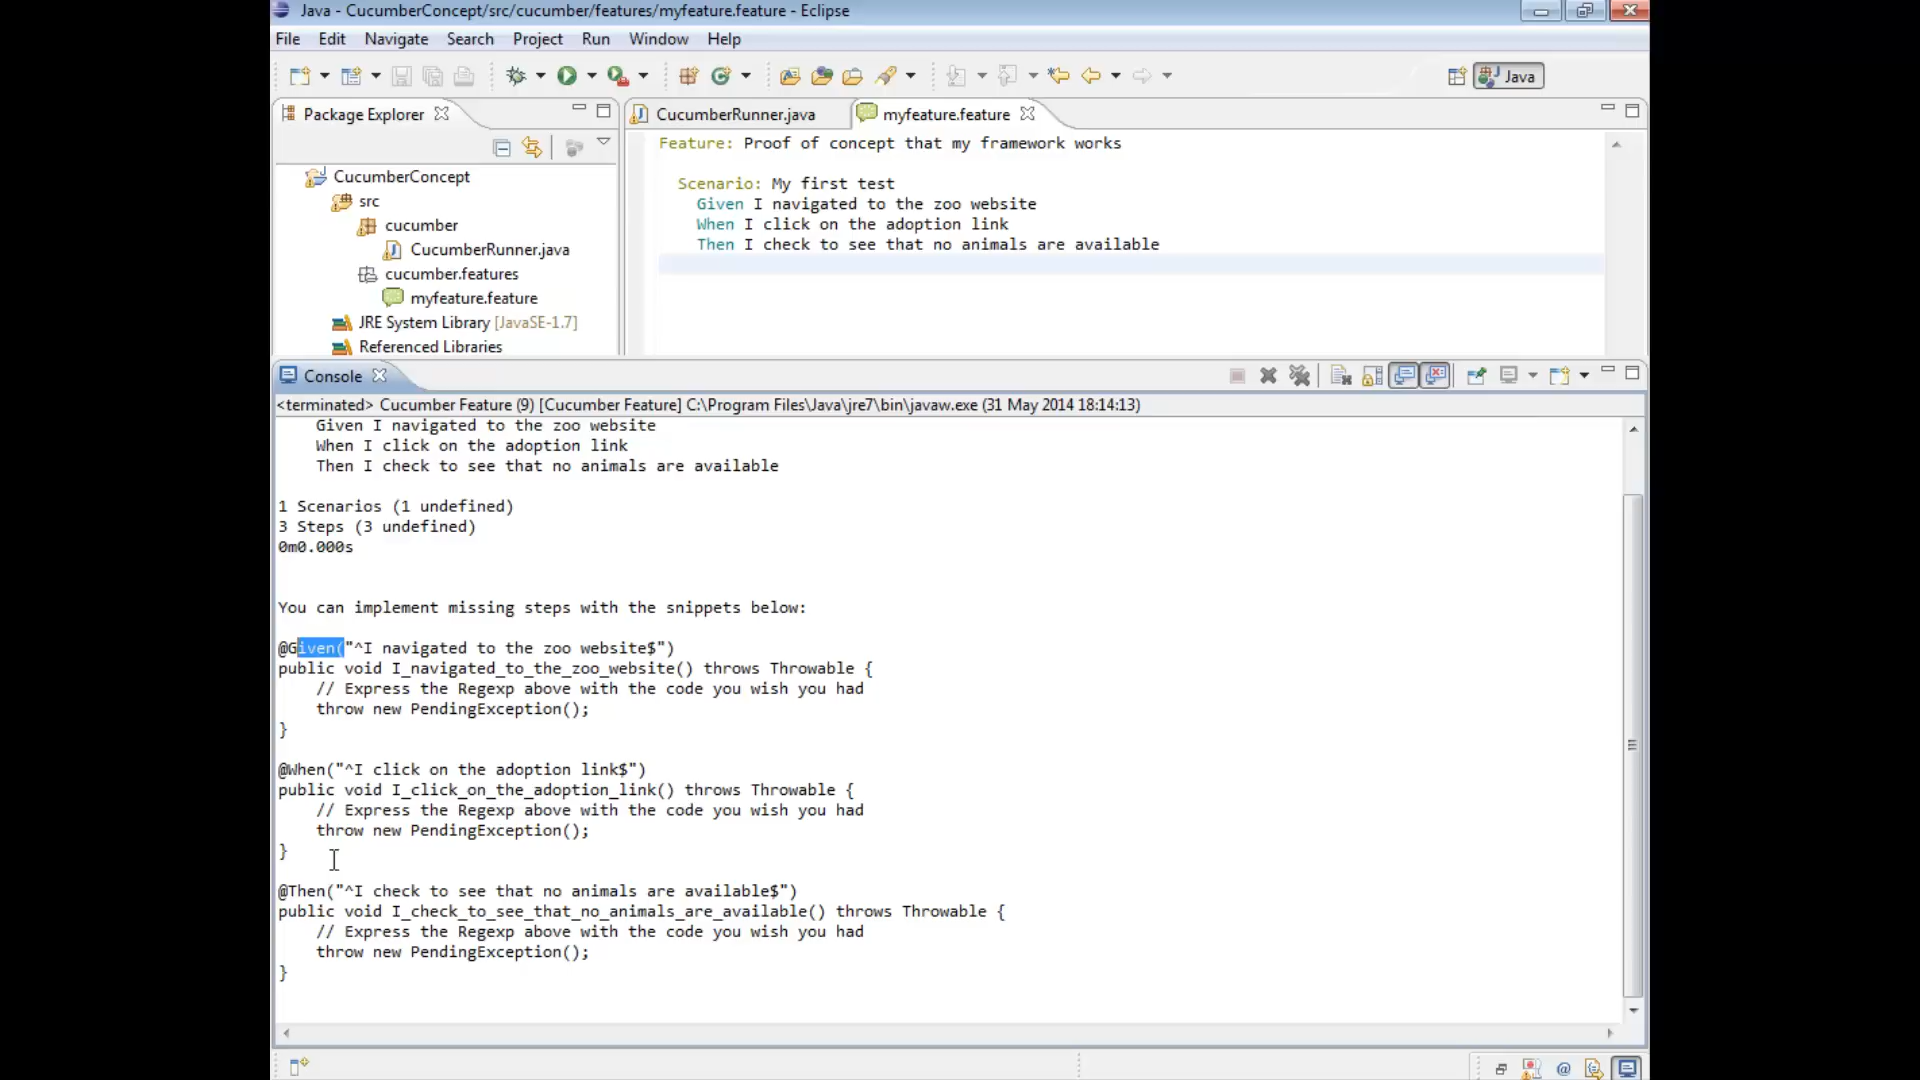 Java - CucumberConcept/src/cucumber/features/myfeature.feature - Eclipse
File Edit Navigate Search Project Run Window Help
Java
Package Explorer
CucumberRunner.java
myfeature.feature
CucumberConcept
src
cucumber
CucumberRunner.java
cucumber.features
myfeature.feature
JRE System Library [JavaSE-1.7]
Referenced Libraries
Feature: Proof of concept that my framework works
Scenario: My first test
Given I navigated to the zoo website
When I click on the adoption link
Then I check to see that no animals are available
Console
<terminated> Cucumber Feature (9) [Cucumber Feature] C:\Program Files\Java\jre7\bin\javaw.exe (31 May 2014 18:14:13)
Given I navigated to the zoo website
When I click on the adoption link
Then I check to see that no animals are available
1 Scenarios (1 undefined)
3 Steps (3 undefined)
0m0.000s
You can implement missing steps with the snippets below:
@Given("^I navigated to the zoo website$")
public void I_navigated_to_the_zoo_website() throws Throwable {
// Express the Regexp above with the code you wish you had
throw new PendingException();
}
@When("^I click on the adoption link$")
public void I_click_on_the_adoption_link() throws Throwable {
// Express the Regexp above with the code you wish you had
throw new PendingException();
}
@Then("^I check to see that no animals are available$")
public void I_check_to_see_that_no_animals_are_available() throws Throwable {
// Express the Regexp above with the code you wish you had
throw new PendingException();
}